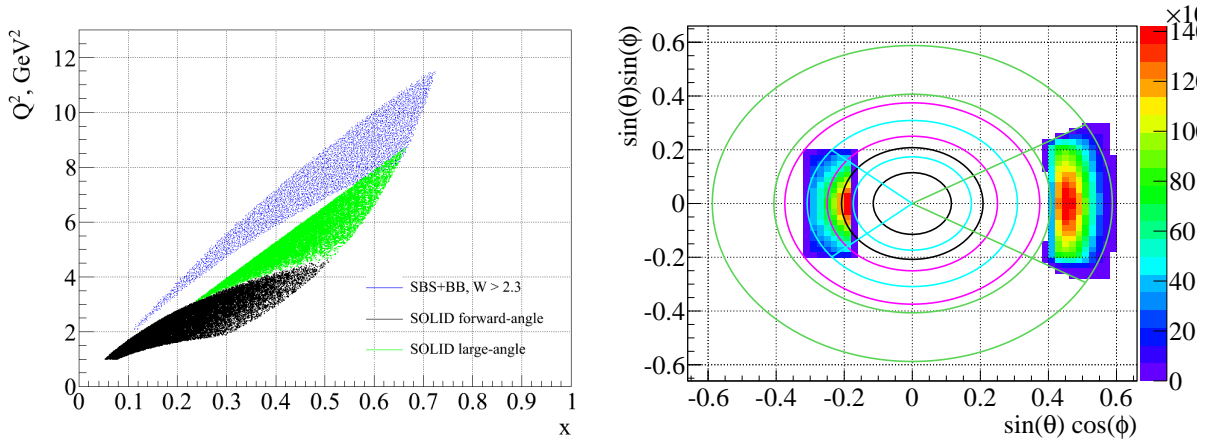 Q², GeV²
12
10
8
6
4
2
0
SBS+BB, W > 2.3
SOLID forward-angle
SOLID large-angle
0 0.1 0.2 0.3 0.4 0.5 0.6 0.7 0.8 0.9 1
x
sin(θ)sin(ϕ)
0.6
0.4
0.2
0
-0.2
-0.4
-0.6
-0.6 -0.4 -0.2 0 0.2 0.4 0.6
sin(θ) cos(ϕ)
×10
140
120
100
80
60
40
20
0